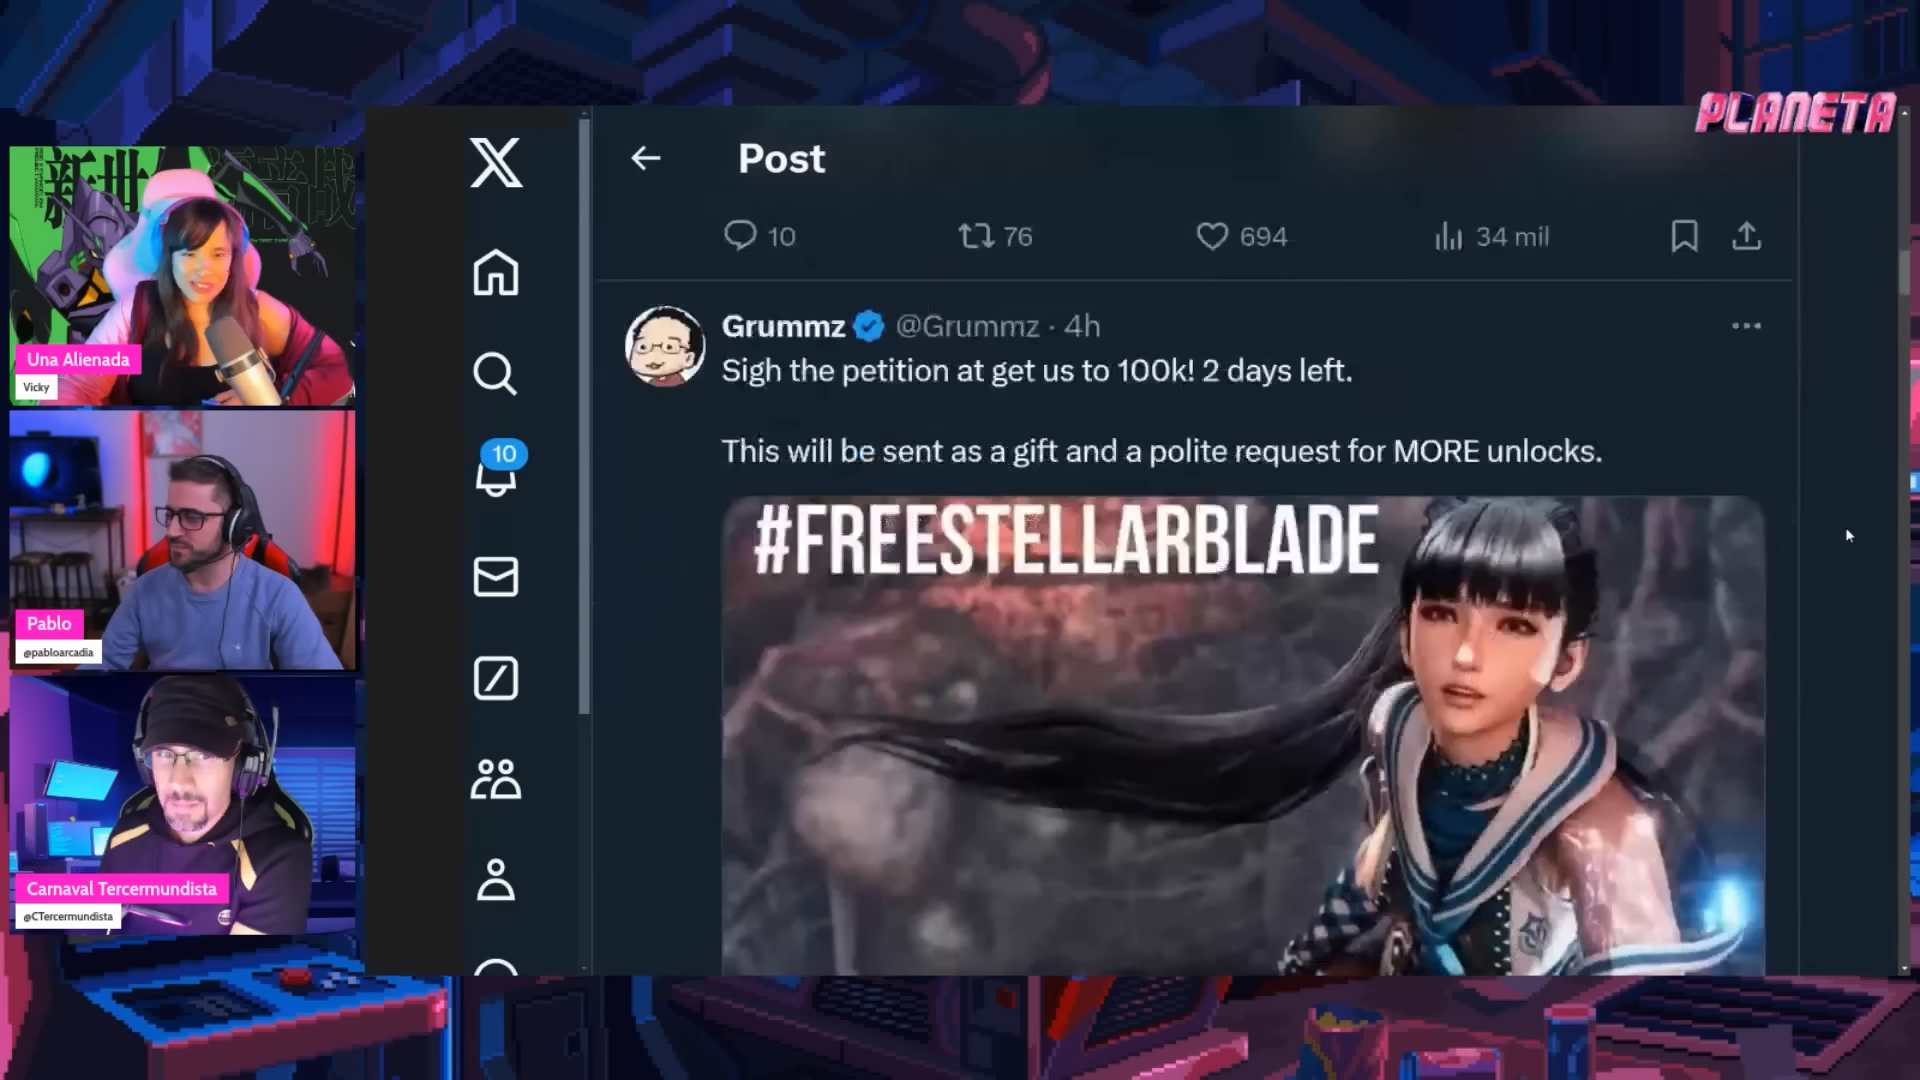 PLANETA
新世
Una Alienada
Vicky
Pablo
@pabloarcadia
Carnaval Tercermundista
@CTercermundista
Post
10
76
694
34 mil
Grummz @Grummz · 4h
Sigh the petition at get us to 100k! 2 days left.
This will be sent as a gift and a polite request for MORE unlocks.
10
#FREESTELLARBLADE